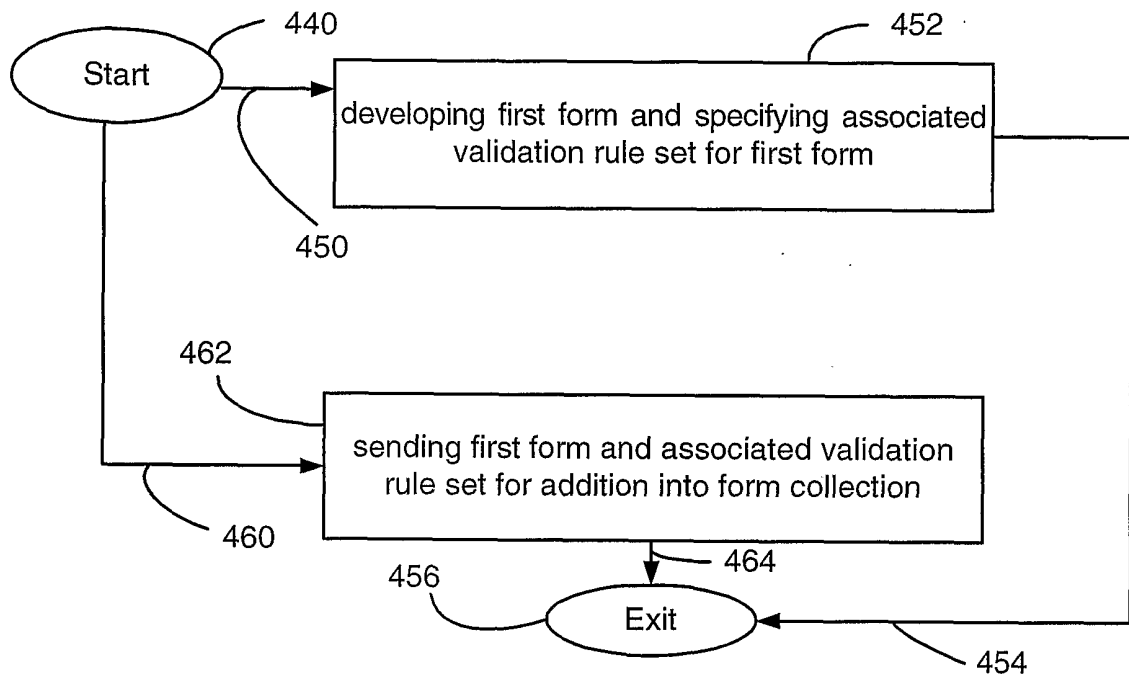 440
Start
452
developing first form and specifying associated
validation rule set for first form
450
462
sending first form and associated validation
rule set for addition into form collection
460
464
456
Exit
454